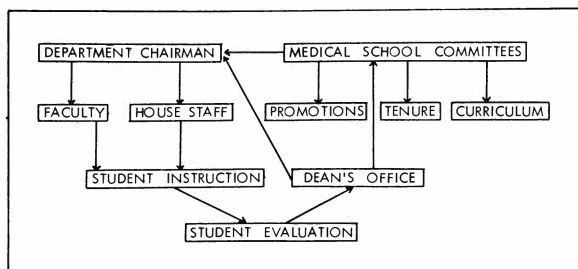 DEPARTMENT CHAIRMAN
MEDICAL SCHOOL COMMITTEES
FACULTY
HOUSE STAFF
PROMOTIONS
TENURE
CURRICULUM
STUDENT INSTRUCTION
DEAN'S OFFICE
STUDENT EVALUATION